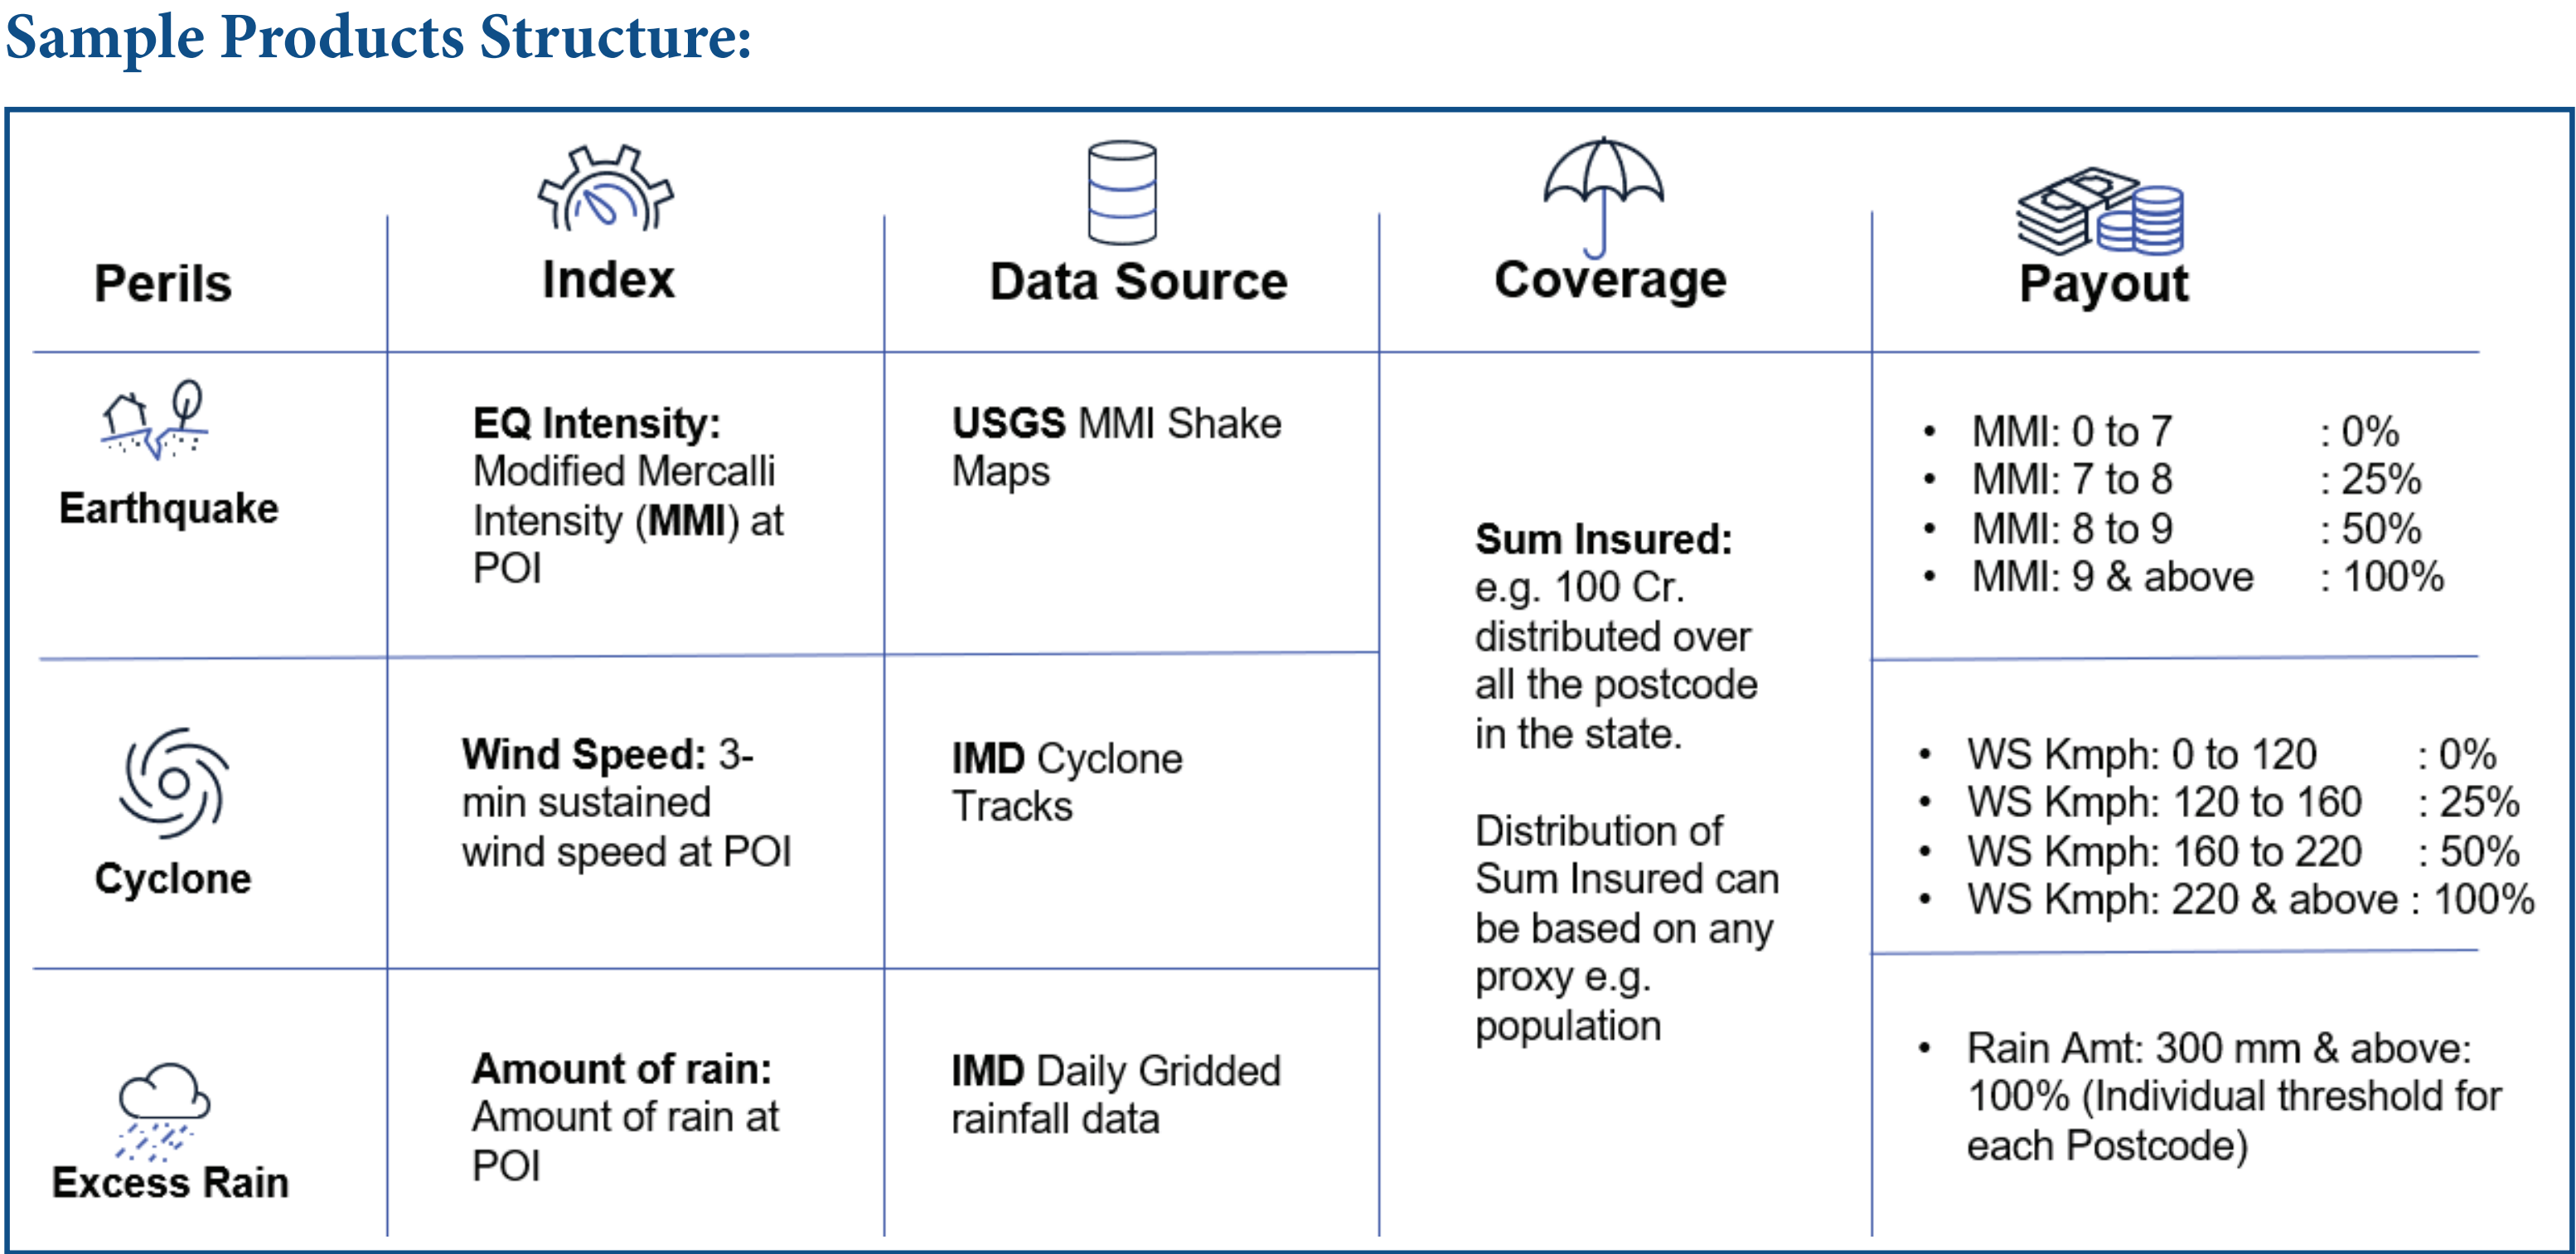 Sample Products Structure:
Perils
Index
Data Source
Coverage
Payout
Earthquake
EQ Intensity:
Modified Mercalli
Intensity (MMI) at
POI
USGS MMI Shake
Maps
Sum Insured:
e.g. 100 Cr.
distributed over
all the postcode
in the state.
Distribution of
Sum Insured can
be based on any
proxy e.g.
population
• MMI: 0 to 7 : 0%
• MMI: 7 to 8 : 25%
• MMI: 8 to 9 : 50%
• MMI: 9 & above : 100%
Cyclone
Wind Speed: 3-
min sustained
wind speed at POI
IMD Cyclone
Tracks
• WS Kmph: 0 to 120 : 0%
• WS Kmph: 120 to 160 : 25%
• WS Kmph: 160 to 220 : 50%
• WS Kmph: 220 & above : 100%
Excess Rain
Amount of rain:
Amount of rain at
POI
IMD Daily Gridded
rainfall data
• Rain Amt: 300 mm & above:
100% (Individual threshold for
each Postcode)